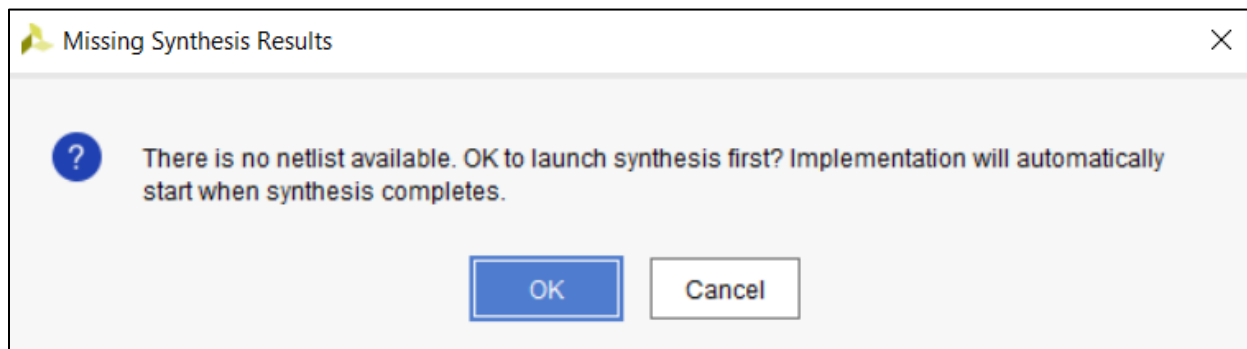 Missing Synthesis Results
There is no netlist available. OK to launch synthesis first? Implementation will automatically
start when synthesis completes.
OK
Cancel